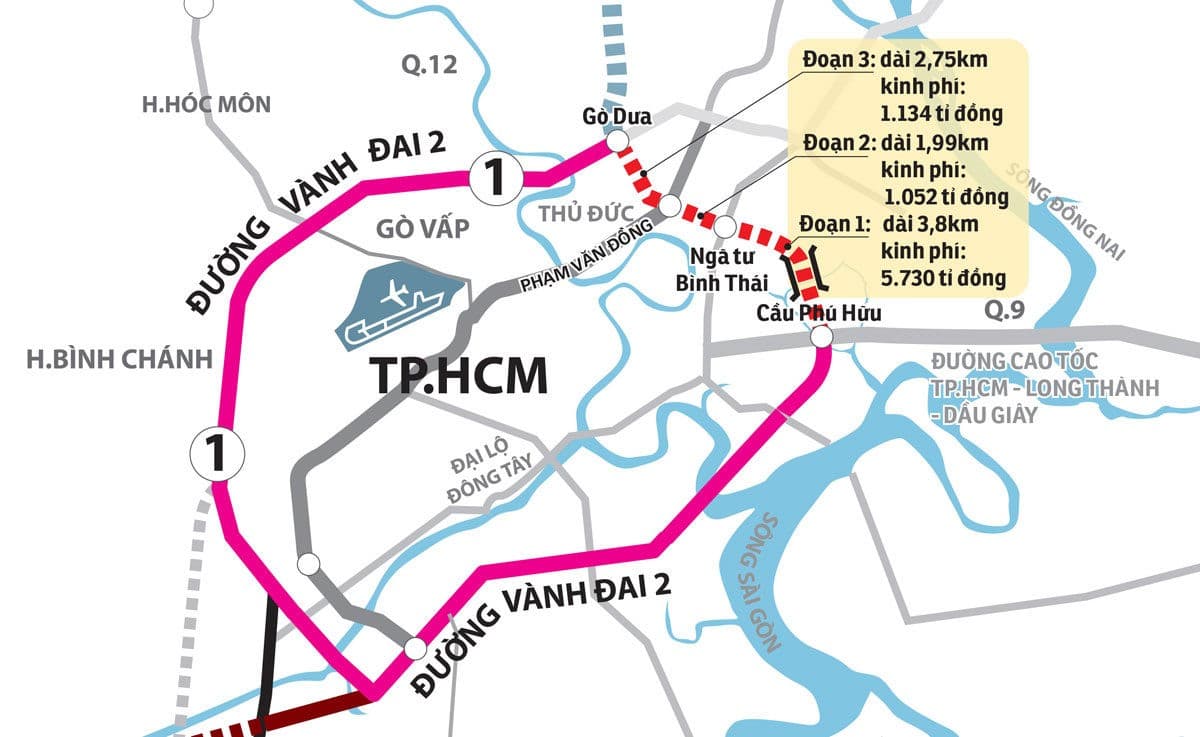 Q.12
H.HÓC MÔN
Gò Dưa
Đoạn 3: dài 2,75km
kinh phí:
1.134 tỉ đồng
Đoạn 2: dài 1,99km
kinh phí:
1.052 tỉ đồng
Đoạn 1: dài 3,8km
kinh phí:
5.730 tỉ đồng
ĐƯỜNG VÀNH ĐAI 2
1
THỦ ĐỨC
GÒ VẤP
PHẠM VĂN ĐỒNG
Ngã tư
Bình Thái
SÔNG ĐỒNG NAI
Cầu Phú Hữu
Q.9
H.BÌNH CHÁNH
TP.HCM
ĐƯỜNG CAO TỐC
TP.HCM - LONG THÀNH
- DẦU GIÂY
1
ĐẠI LỘ
ĐÔNG TÂY
SÔNG SÀI GÒN
ĐƯỜNG VÀNH ĐAI 2